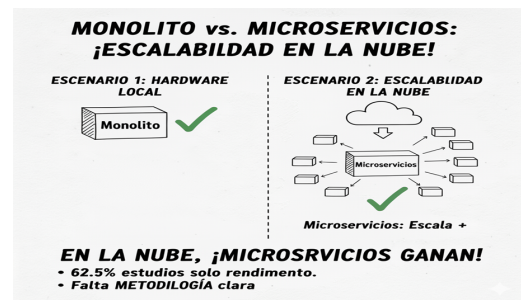 MONOLITO vs. MICROSERVICIOS:
¡ESCALABILDAD EN LA NUBE!
ESCENARIO 1: HARDWARE
LOCAL
Monolito
ESCENARIO 2: ESCALABLIDAD
EN LA NUBE
Microservicios
Microservicios: Escala +
EN LA NUBE, ¡MICROSRVICIOS GANAN!
• 62.5% estudios solo rendimento.
• Falta METODILOGÍA clara